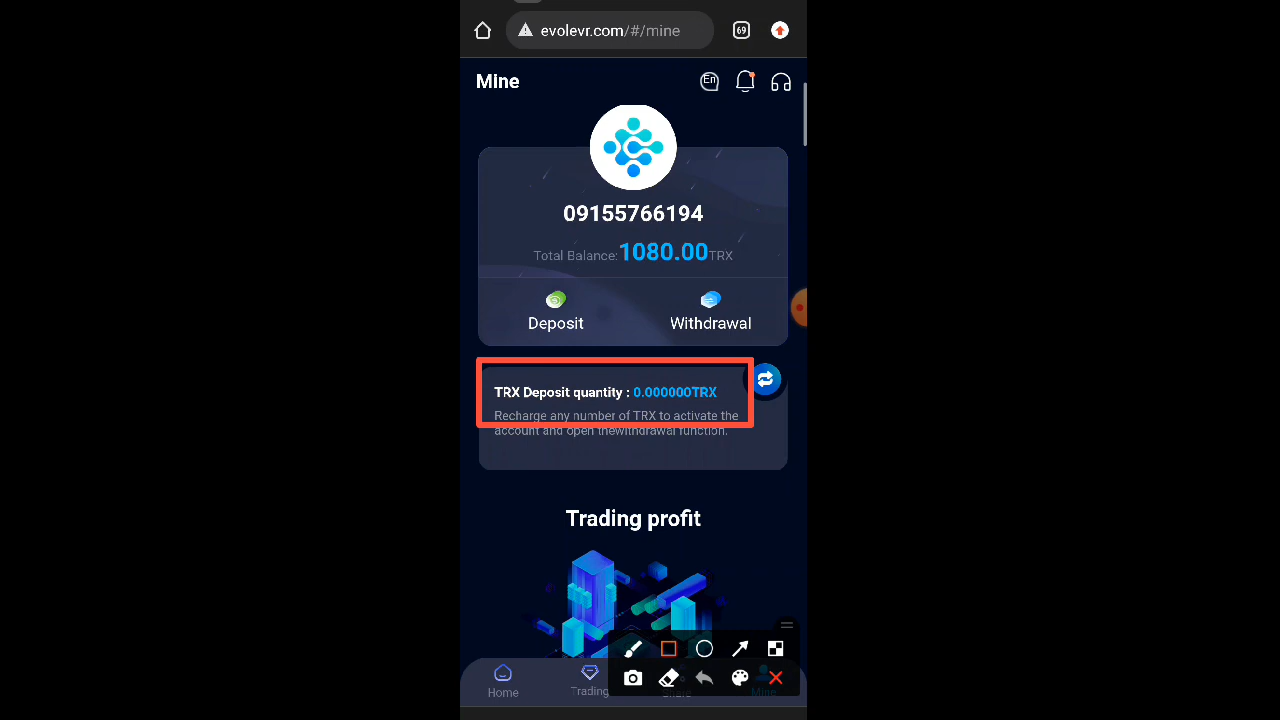 evolevr.com/#/mine
69
Mine
En
09155766194
Total Balance:1080.00TRX
Deposit
Withdrawal
TRX Deposit quantity : 0.000000TRX
Recharge any number of TRX to activate the
account and open thewithdrawal function.
Trading profit
Home
Trading
Share
Mine